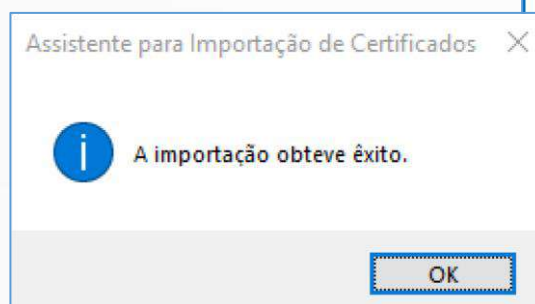 Assistente para Importação de Certificados
A importação obteve êxito.
OK